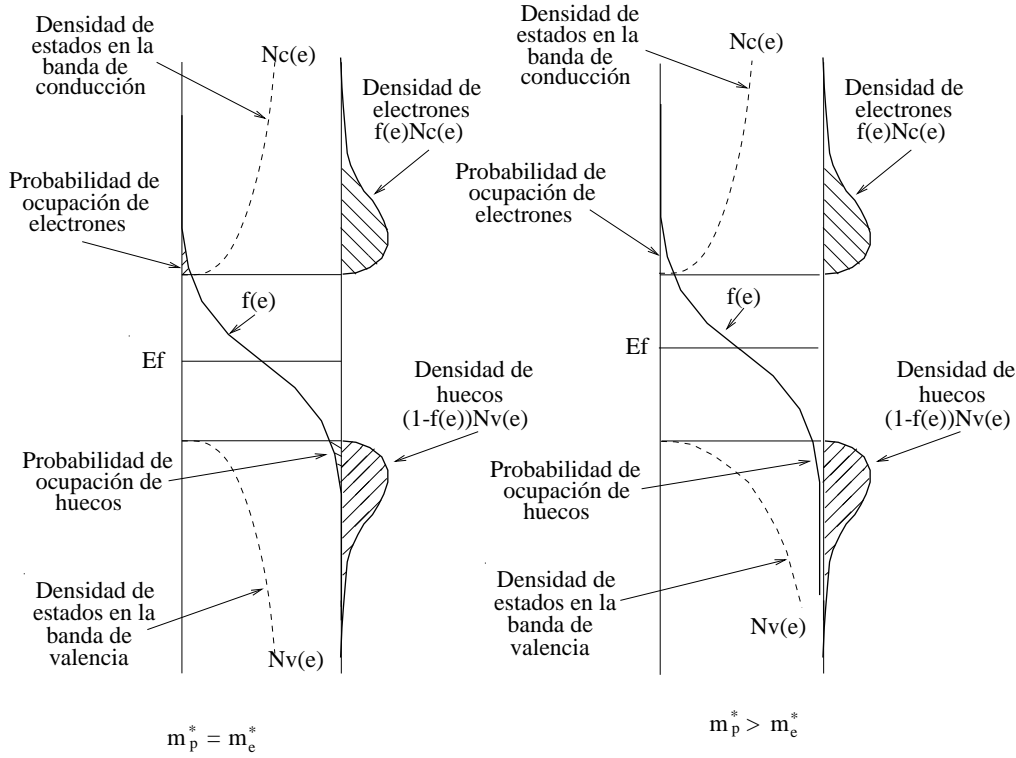 Densidad de
estados en la
banda de
conducción
Nc(e)
Densidad de
electrones
f(e)Nc(e)
Probabilidad de
ocupación de
electrones
f(e)
Ef
Densidad de
huecos
(1-f(e))Nv(e)
Probabilidad de
ocupación de
huecos
Densidad de
estados en la
banda de
valencia
Nv(e)
m*p = m*e
Densidad de
estados en la
banda de
conducción
Nc(e)
Densidad de
electrones
f(e)Nc(e)
Probabilidad de
ocupación de
electrones
f(e)
Ef
Densidad de
huecos
(1-f(e))Nv(e)
Probabilidad de
ocupación de
huecos
Densidad de
estados en la
banda de
valencia
Nv(e)
m*p > m*e